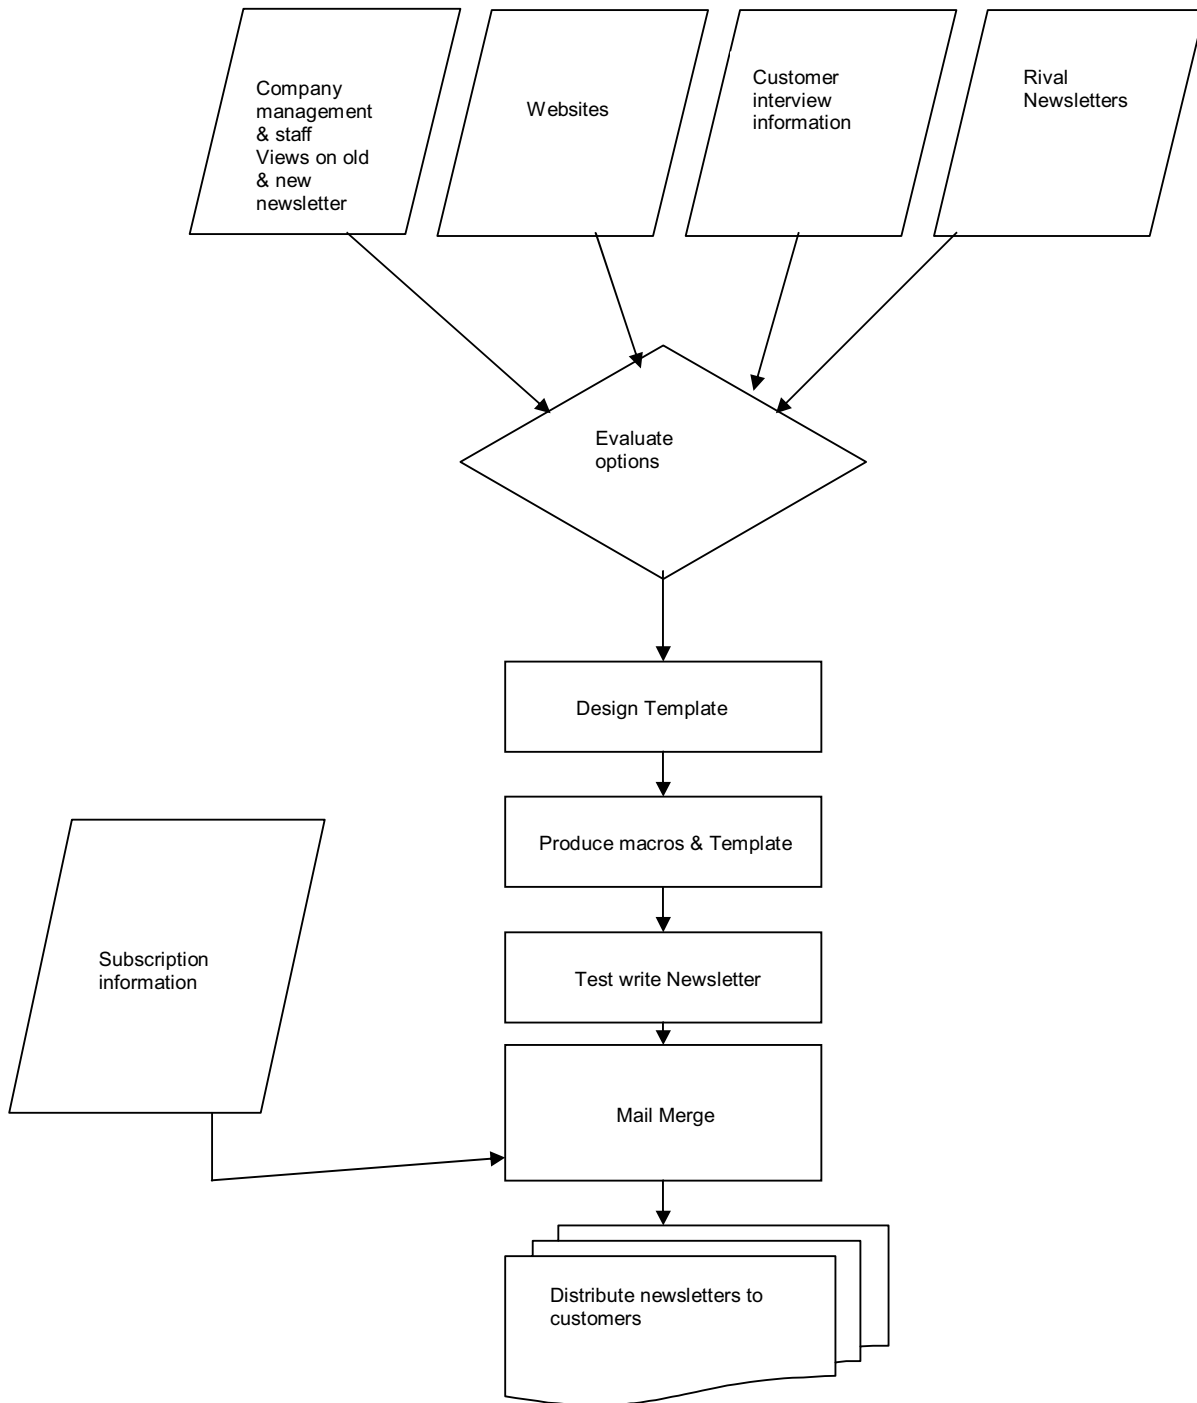 Company
management
& staff
Views on old
& new
newsletter
Websites
Customer
interview
information
Rival
Newsletters
Evaluate
options
Design Template
Produce macros & Template
Subscription
information
Test write Newsletter
Mail Merge
Distribute newsletters to
customers